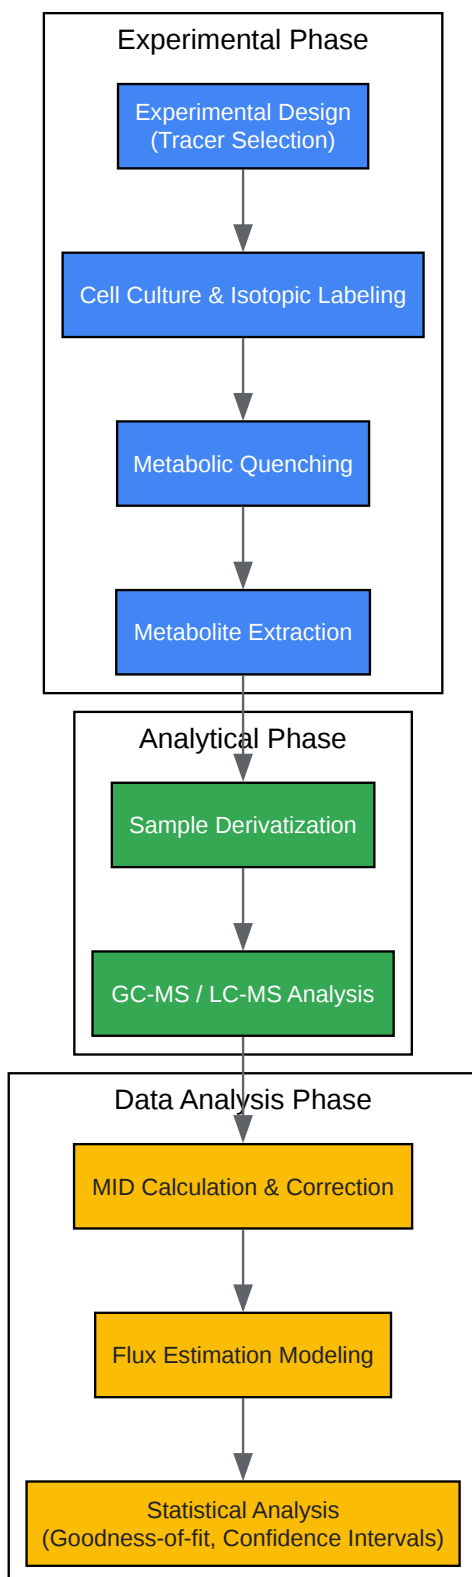 Experimental Phase
Experimental Design
(Tracer Selection)
Cell Culture & Isotopic Labeling
Metabolic Quenching
Metabolite Extraction
Analytical Phase
Sample Derivatization
GC-MS / LC-MS Analysis
Data Analysis Phase
MID Calculation & Correction
Flux Estimation Modeling
Statistical Analysis
(Goodness-of-fit, Confidence Intervals)